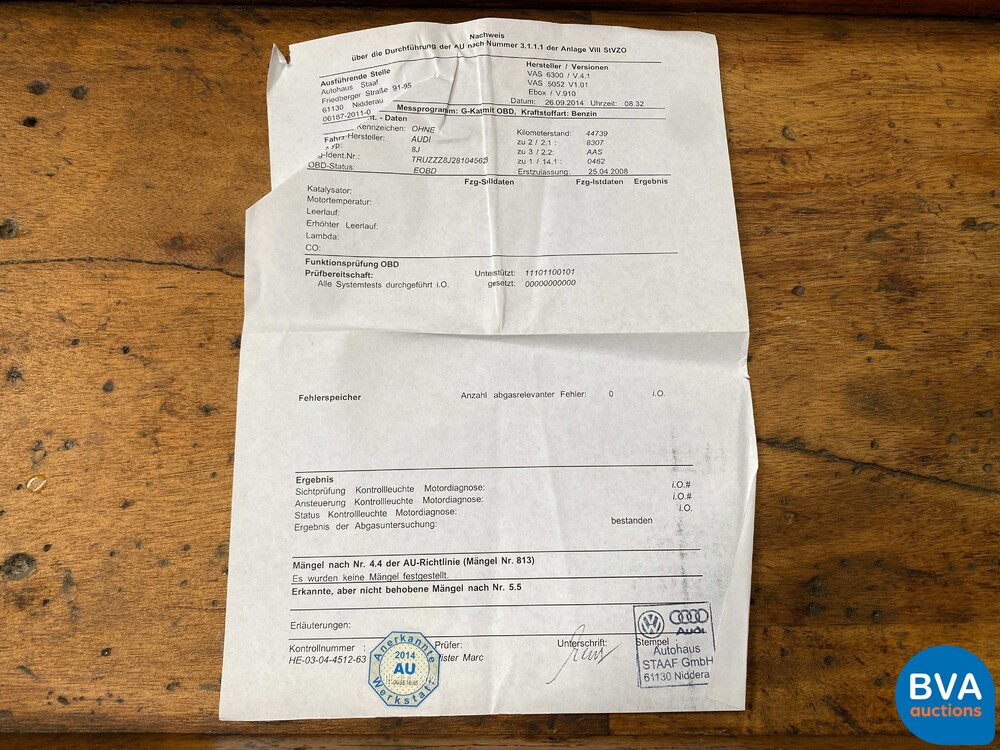 Nachweis
über die Durchführung der AU nach Nummer 3.1.1.1 der Anlage VIII StVZO
Ausführende Stelle
Autohaus Staaf
Friedberger Straße 91-95
61130 Nidderau
06187-2011-0
Hersteller / Versionen
VAS 6300 / V.4.1
VAS 5052 V1.01
Ebox / V.910
Datum: 26.09.2014 Uhrzeit: 08.32
Messprogramm: G-Katmit OBD, Kraftstoffart: Benzin
- Daten
Kennzeichen: OHNE
Hersteller: AUDI
8J
-Ident.Nr.: TRUZZZ8J28104563
OBD-Status: EOBD
Kilometerstand: 44739
zu 2 / 2.1 : 8307
zu 3 / 2.2: AAS
zu 1 / 14.1 : 0462
Erstzulassung: 25.04.2008
Fzg-Solldaten Fzg-Istdaten Ergebnis
Katalysator:
Motortemperatur:
Leerlauf:
Erhöhter Leerlauf:
Lambda:
CO:
Funktionsprüfung OBD
Prüfbereitschaft: Unterstützt: 11101100101
Alle Systemtests durchgeführt i.O. gesetzt: 00000000000
Fehlerspeicher Anzahl abgasrelevanter Fehler: 0 i.O.
Ergebnis
Sichtprüfung Kontrollleuchte Motordiagnose: i.O.#
Ansteuerung Kontrollleuchte Motordiagnose: i.O.#
Status Kontrollleuchte Motordiagnose: i.O.
Ergebnis der Abgasuntersuchung: bestanden
Mängel nach Nr. 4.4 der AU-Richtlinie (Mängel Nr. 813)
Es wurden keine Mängel festgestellt.
Erkannte, aber nicht behobene Mängel nach Nr. 5.5
Erläuterungen:
Kontrollnummer : Prüfer: Unterschrift: Stempel :
HE-03-04-4512-63 Marc
Anerkannte
2014
AU
Werkstatt
Audi
Autohaus
STAAF GmbH
61130 Niddera
BVA
auctions